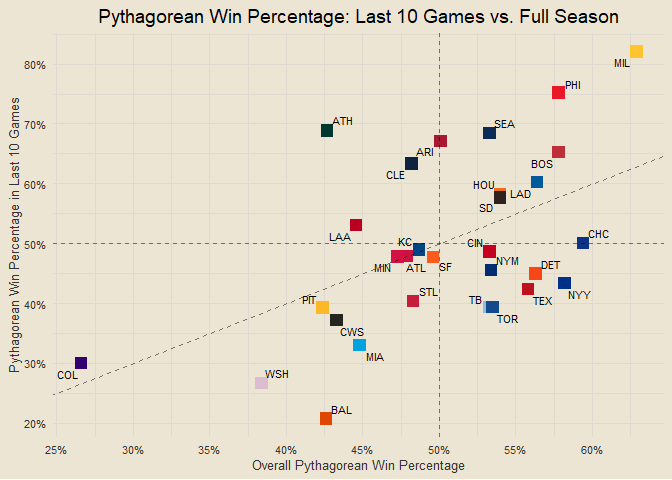 Pythagorean Win Percentage: Last 10 Games vs. Full Season
Pythagorean Win Percentage in Last 10 Games
80%
70%
60%
50%
40%
30%
20%
MIL
PHI
ATH
SEA
ARI
BOS
CLE
HOU
LAD
SD
LAA
KC
CIN
CHC
MIN
ATL
SF
NYM
DET
STL
PIT
TB
TEX
NYY
TOR
CWS
MIA
COL
WSH
BAL
25%
30%
35%
40%
45%
50%
55%
60%
Overall Pythagorean Win Percentage